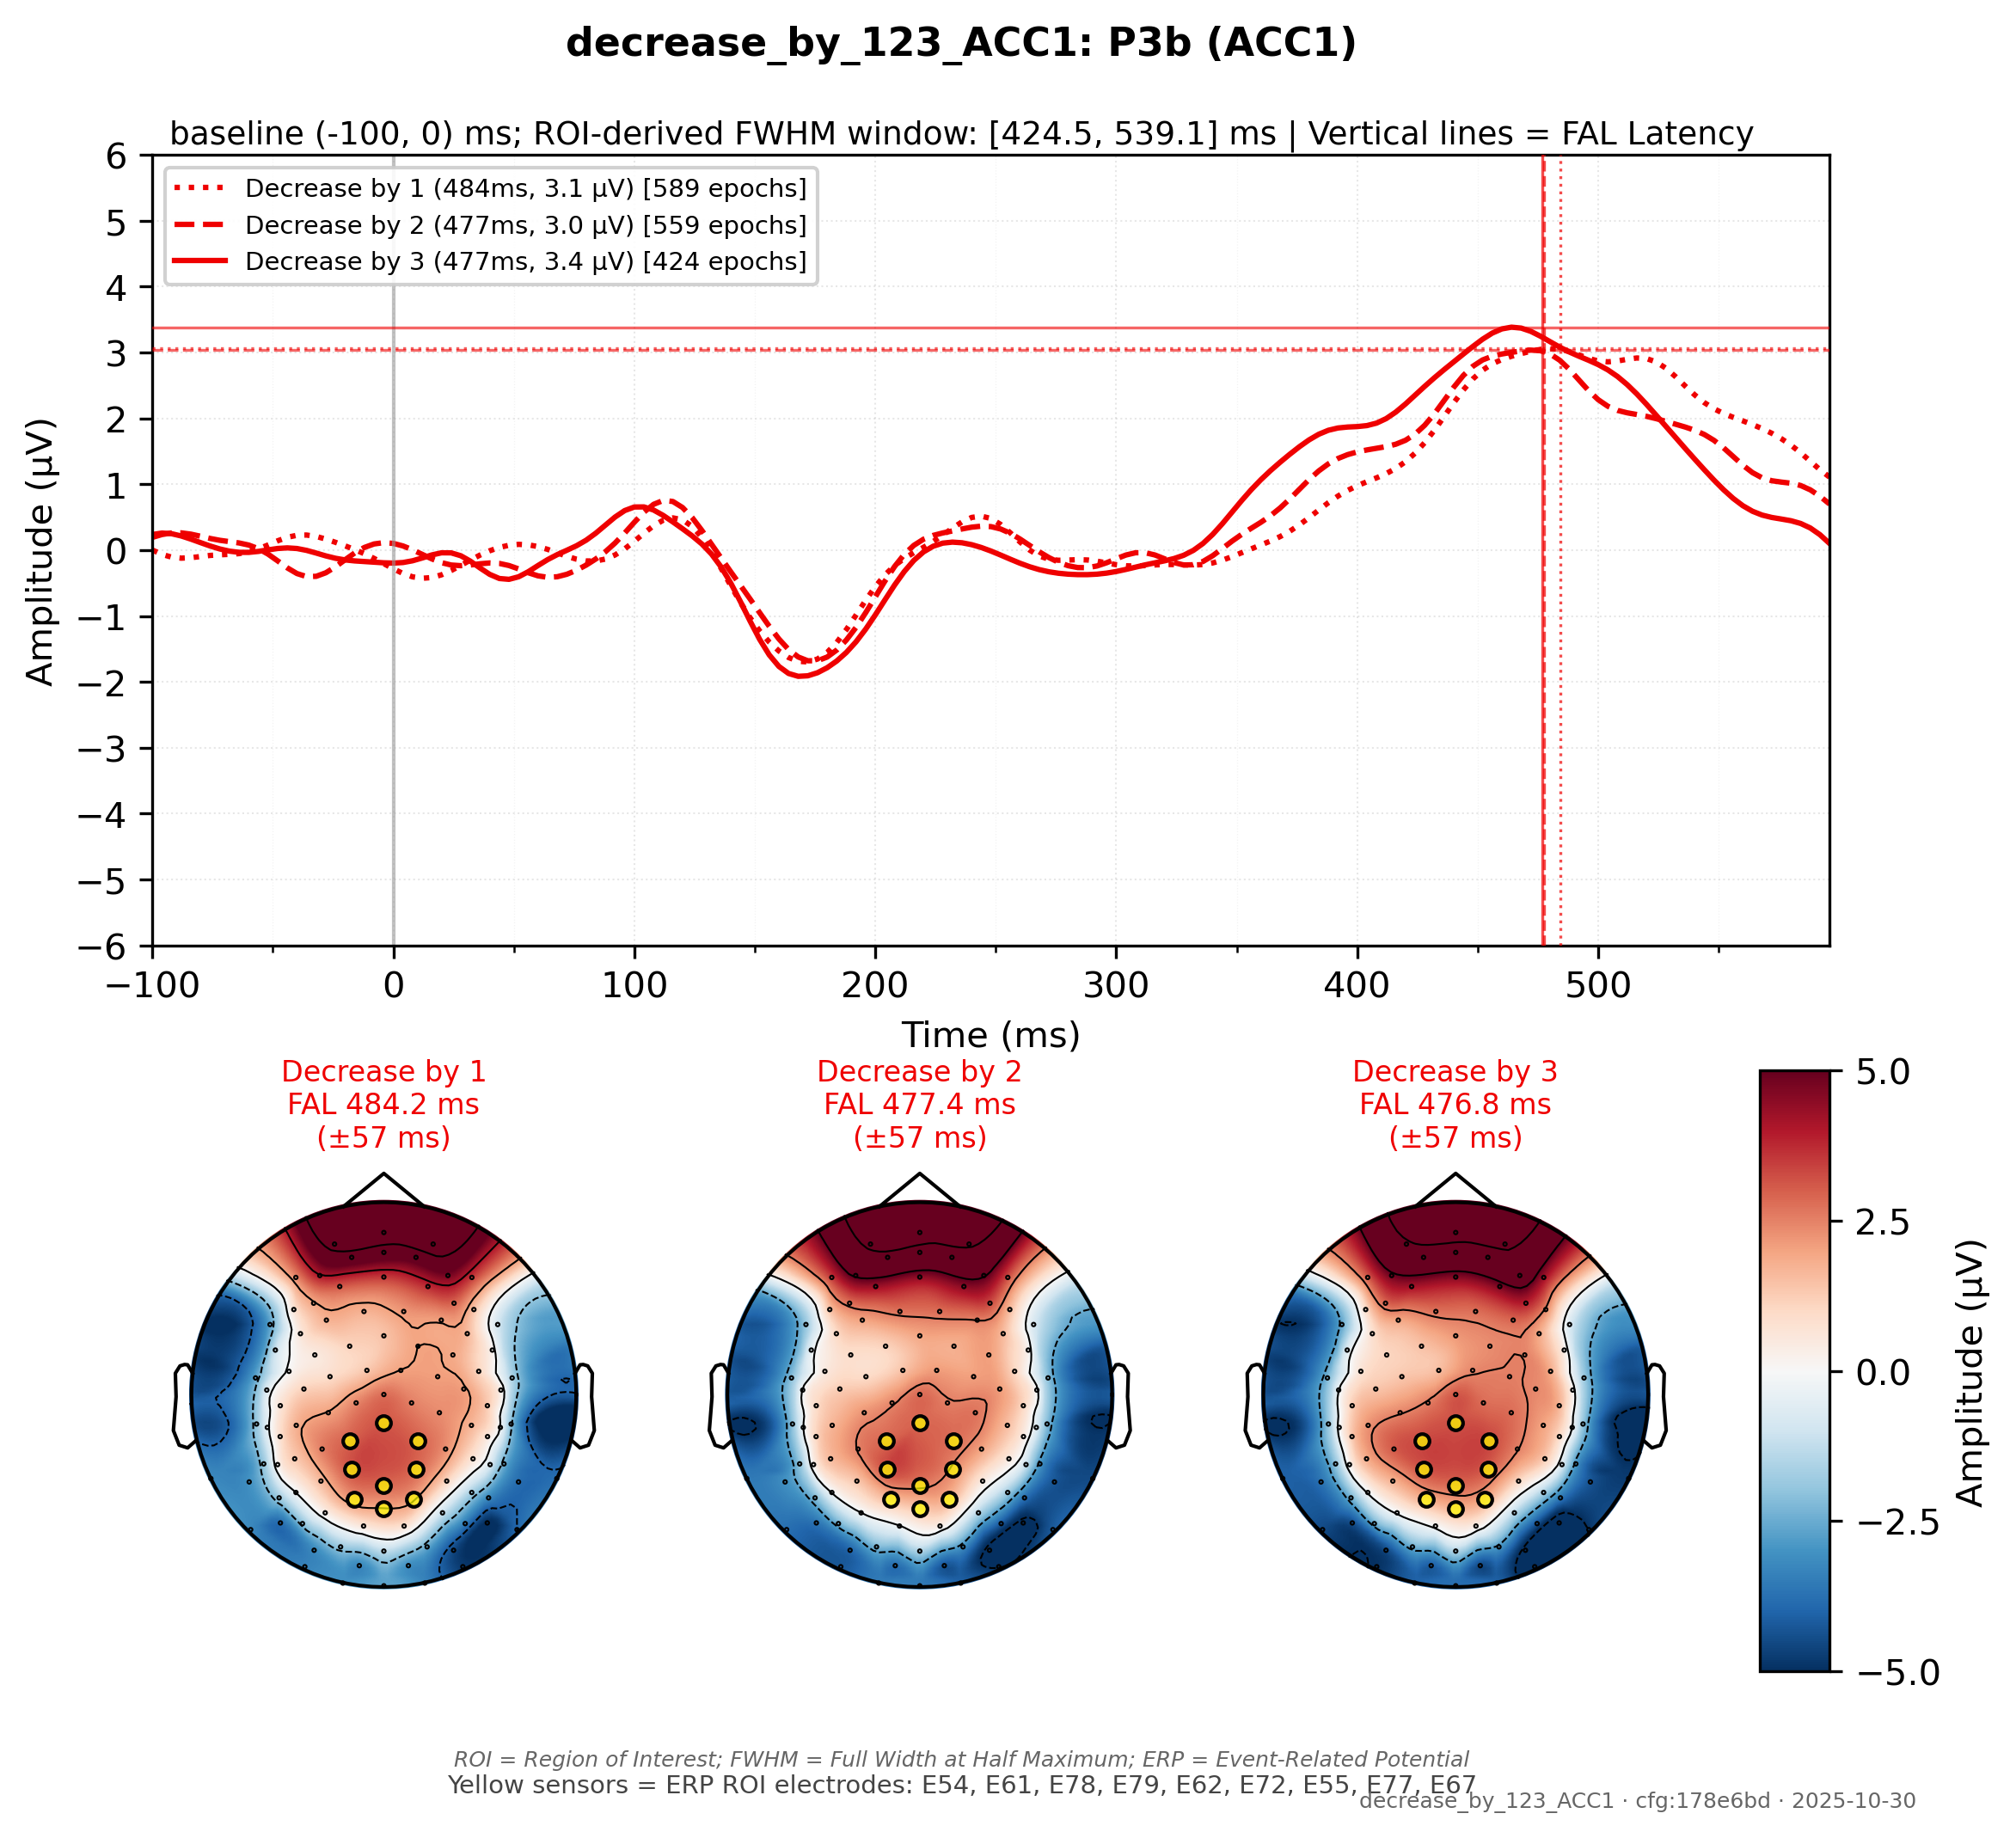 decrease_by_123_ACC1: P3b (ACC1)
baseline (-100, 0) ms; ROI-derived FWHM window: [424.5, 539.1] ms | Vertical lines = FAL Latency
Decrease by 1 (484ms, 3.1 µV) [589 epochs]
Decrease by 2 (477ms, 3.0 µV) [559 epochs]
Decrease by 3 (477ms, 3.4 µV) [424 epochs]
6
5
4
3
2
1
0
−1
−2
−3
−4
−5
−6
Amplitude (µV)
−100 0 100 200 300 400 500
Time (ms)
Decrease by 1
FAL 484.2 ms
(±57 ms)
Decrease by 2
FAL 477.4 ms
(±57 ms)
Decrease by 3
FAL 476.8 ms
(±57 ms)
5.0
2.5
0.0
−2.5
−5.0
Amplitude (µV)
ROI = Region of Interest; FWHM = Full Width at Half Maximum; ERP = Event-Related Potential
Yellow sensors = ERP ROI electrodes: E54, E61, E78, E79, E62, E72, E55, E77, E67
decrease_by_123_ACC1 · cfg:178e6bd · 2025-10-30